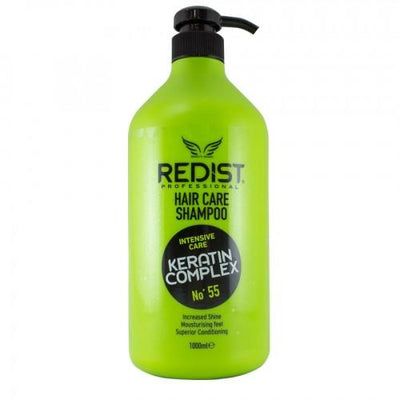 REDIST
PROFESSIONAL
HAIR CARE
SHAMPOO
INTENSIVE
CARE
KERATIN
COMPLEX
No' 55
Increased Shine
Moisturising feel
Superior Conditioning
1000ml e